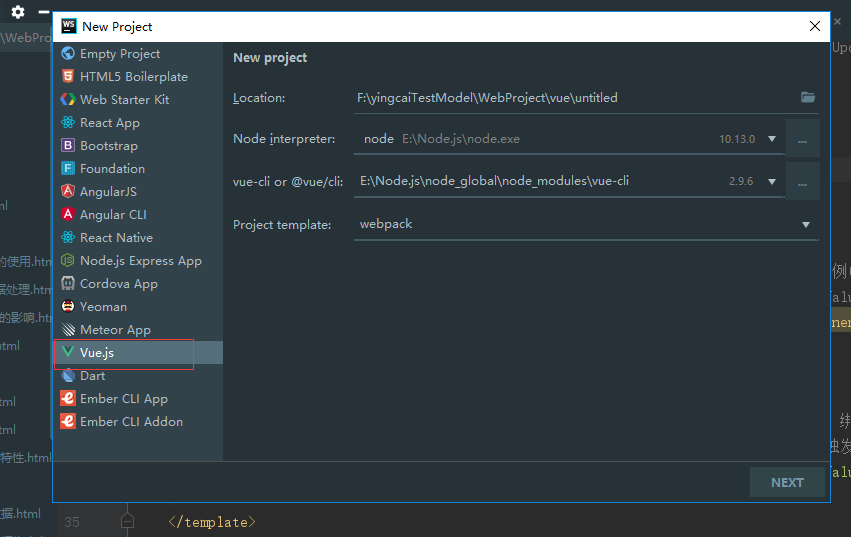 WS New Project
\WebPro
Empty Project
New project
HTML5 Boilerplate
Web Starter Kit
Location: F:\yingcaiTestModel\WebProject\vue\untitled
React App
Node interpreter: node E:\Node.js\node.exe 10.13.0 ...
Bootstrap
Foundation
vue-cli or @vue/cli: E:\Node.js\node_global\node_modules\vue-cli 2.9.6 ...
AngularJS
Angular CLI
Project template: webpack
React Native
Node.js Express App
Cordova App
Yeoman
Meteor App
Vue.js
Dart
Ember CLI App
Ember CLI Addon
的使用.htm
据处理.htm
的影响.htm
html
tml
tml
特性.html
据.html
NEXT
35 </template>